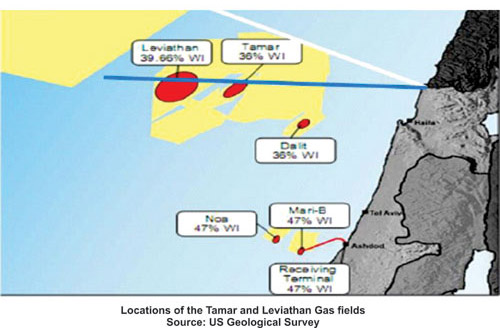 Leviathan
39.66% WI
Tamar
36% WI
Dalit
36% WI
Haifa
Noa
47% WI
Mari-B
47% WI
Tel Aviv
Ashdod
Receiving
Terminal
47% WI
Locations of the Tamar and Leviathan Gas fields
Source: US Geological Survey